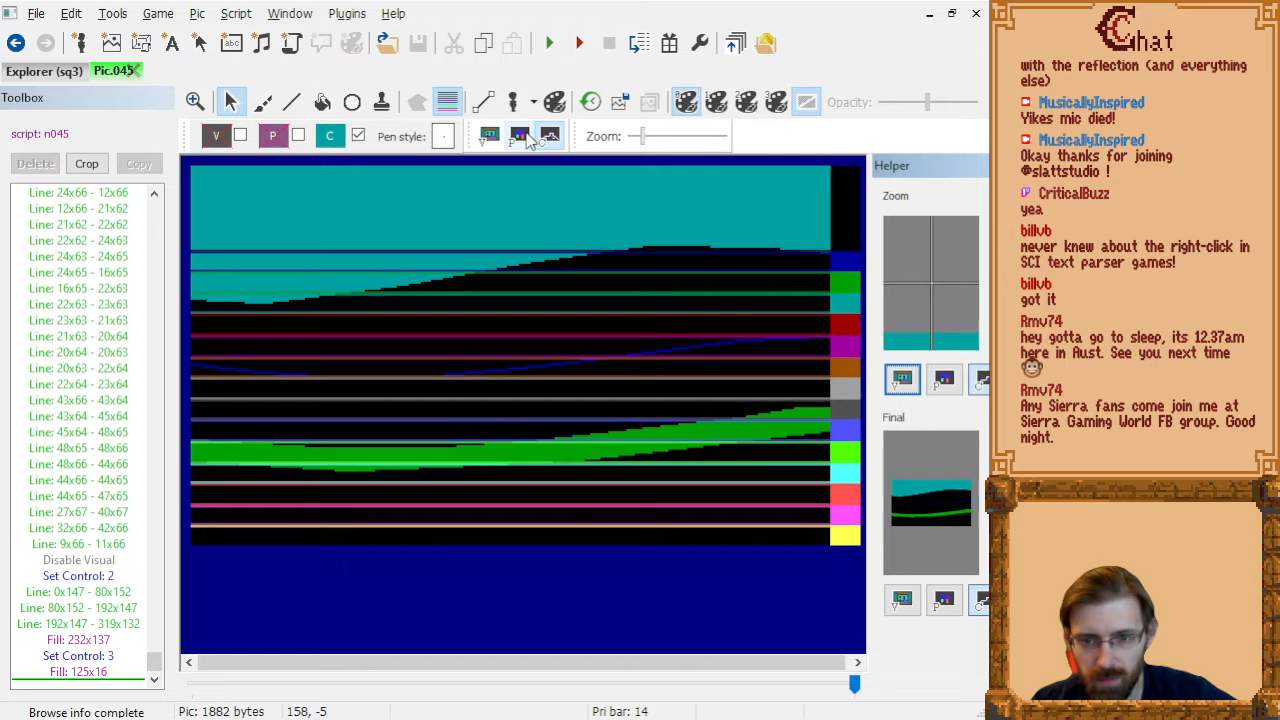 File Edit Tools Game Pic Script Window Plugins Help
Explorer (sq3) Pic.045
Toolbox
Opacity:
script: n045
V P C Pen style: V P C Zoom:
Delete Crop Copy
Line: 24x66 - 12x66
Line: 12x66 - 21x62
Line: 21x62 - 22x62
Line: 22x62 - 24x63
Line: 24x63 - 24x65
Line: 24x65 - 16x65
Line: 16x65 - 22x63
Line: 22x63 - 23x63
Line: 23x63 - 21x63
Line: 21x63 - 20x64
Line: 20x64 - 20x63
Line: 20x63 - 22x64
Line: 22x64 - 24x64
Line: 43x66 - 43x64
Line: 43x64 - 45x64
Line: 45x64 - 48x65
Line: 48x65 - 48x66
Line: 48x66 - 44x66
Line: 44x66 - 44x65
Line: 44x65 - 47x65
Line: 27x67 - 40x67
Line: 32x66 - 42x66
Line: 9x66 - 11x66
Disable Visual
Set Control: 2
Line: 0x147 - 80x152
Line: 80x152 - 192x147
Line: 192x147 - 319x132
Fill: 232x137
Set Control: 3
Fill: 125x16
Helper
Zoom
V P C
Final
V P C
Browse info complete Pic: 1882 bytes 158, -5 Pri bar: 14
Chat
with the reflection (and everything
else)
MusicallyInspired
Yikes mic died!
MusicallyInspired
Okay thanks for joining
@slattstudio !
CriticalBuzz
yea
billvb
never knew about the right-click in
SCI text parser games!
billvb
got it
Rmv74
hey gotta go to sleep, its 12.37am
here in Aust. See you next time
Rmv74
Any Sierra fans come join me at
Sierra Gaming World FB group. Good
night.